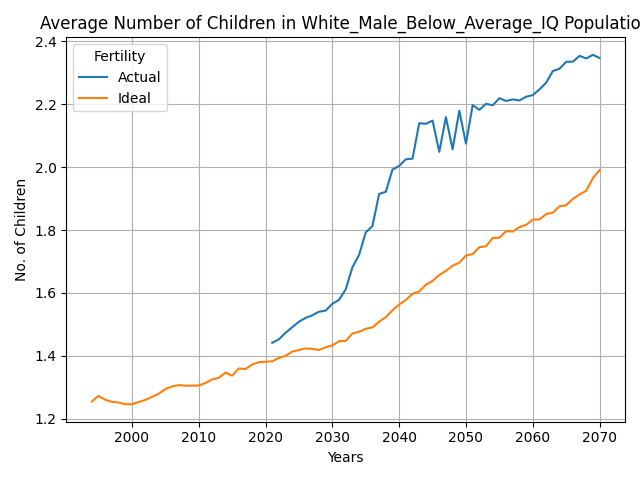 Average Number of Children in White_Male_Below_Average_IQ Populatio
2.4
2.2
2.0
1.8
1.6
1.4
1.2
No. of Children
Fertility
Actual
Ideal
2000 2010 2020 2030 2040 2050 2060 2070
Years